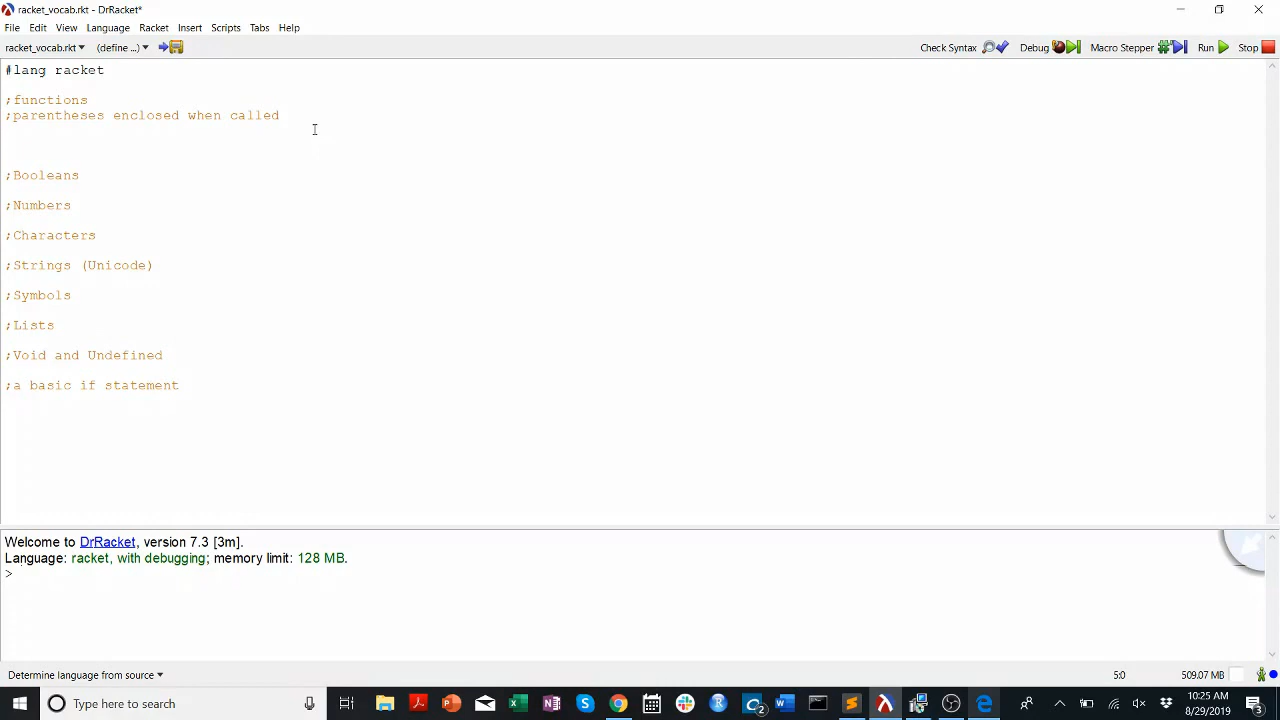 racket_vocab.rkt - DrRacket*
File Edit View Language Racket Insert Scripts Tabs Help
racket_vocab.rkt (define ...) Check Syntax Debug Macro Stepper Run Stop
#lang racket
;functions
;parentheses enclosed when called
;Booleans
;Numbers
;Characters
;Strings (Unicode)
;Symbols
;Lists
;Void and Undefined
;a basic if statement
Welcome to DrRacket, version 7.3 [3m].
Language: racket, with debugging; memory limit: 128 MB.
>
Determine language from source 5:0 509.07 MB
Type here to search
10:25 AM
8/29/2019